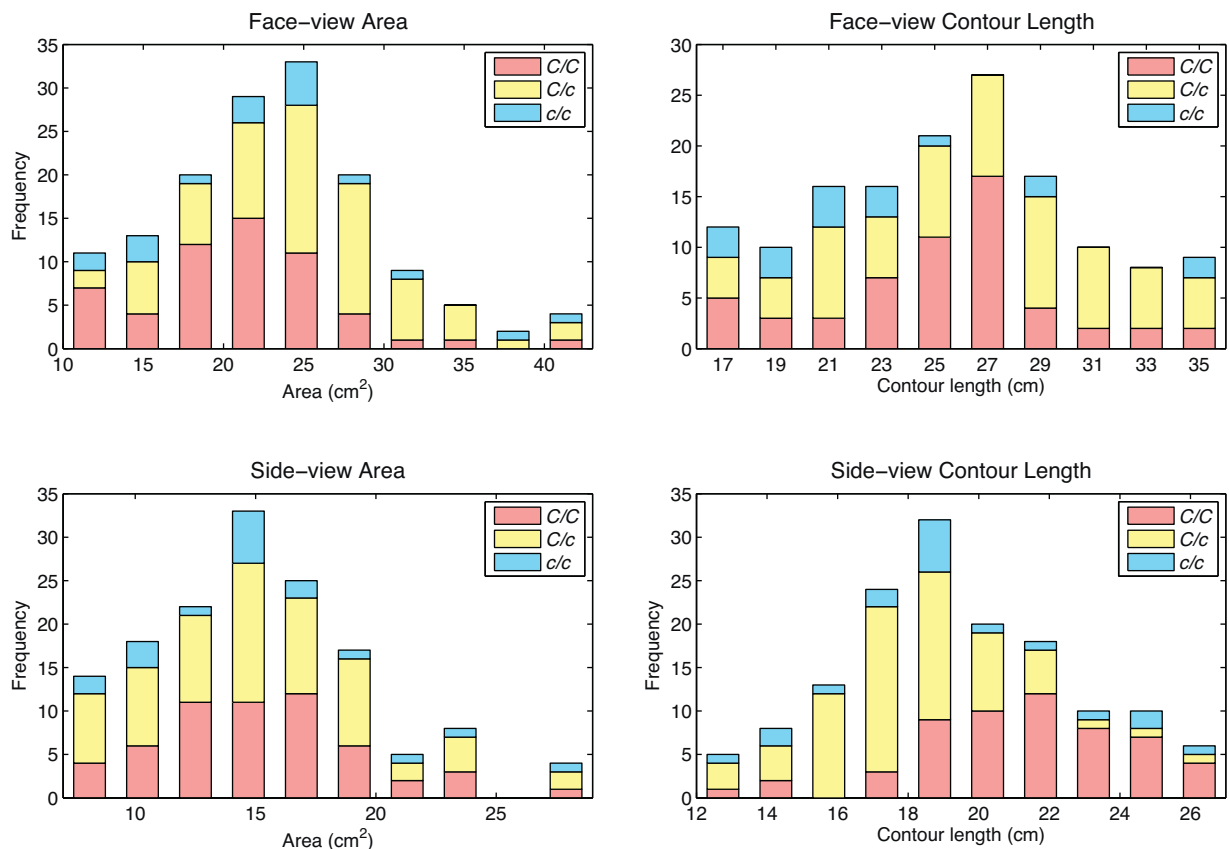 Face−view Area
35
30
25
20
15
10
5
0
Frequency
C/C
C/c
c/c
10 15 20 25 30 35 40
Area (cm²)
Face−view Contour Length
30
25
20
15
10
5
0
C/C
C/c
c/c
17 19 21 23 25 27 29 31 33 35
Contour length (cm)
Side−view Area
35
30
25
20
15
10
5
0
Frequency
C/C
C/c
c/c
10 15 20 25
Area (cm²)
Side−view Contour Length
35
30
25
20
15
10
5
0
Frequency
C/C
C/c
c/c
12 14 16 18 20 22 24 26
Contour length (cm)